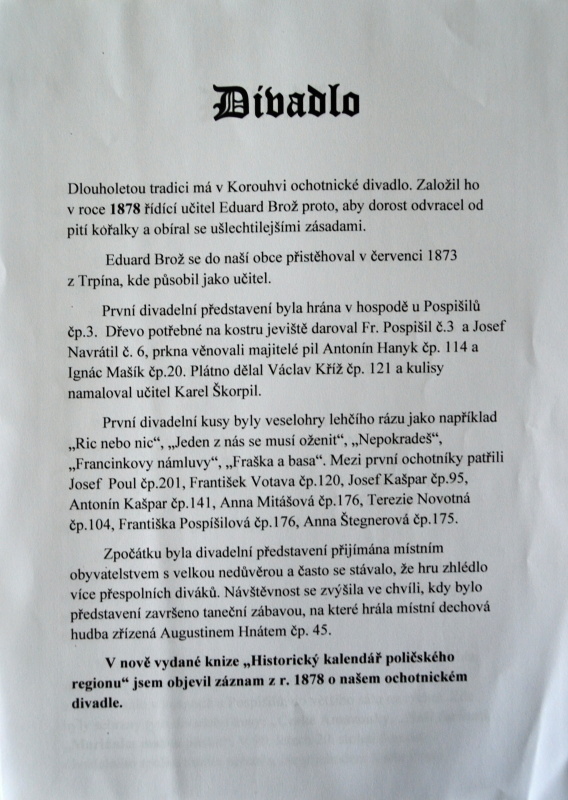 Divadlo
Dlouholetou tradici má v Korouhvi ochotnické divadlo. Založil ho
v roce 1878 řídící učitel Eduard Brož proto, aby dorost odvracel od
pití kořalky a obíral se ušlechtilejšími zásadami.
Eduard Brož se do naší obce přistěhoval v červenci 1873
z Trpína, kde působil jako učitel.
První divadelní představení byla hrána v hospodě u Pospišilů
čp.3. Dřevo potřebné na kostru jeviště daroval Fr. Pospišil č.3 a Josef
Navrátil č. 6, prkna věnovali majitelé pil Antonín Hanyk čp. 114 a
Ignác Mašík čp.20. Plátno dělal Václav Kříž čp. 121 a kulisy
namaloval učitel Karel Škorpil.
První divadelní kusy byly veselohry lehčího rázu jako například
„Ric nebo nic“, „Jeden z nás se musí oženit“, „Nepokradeš“,
„Francinkovy námluvy“, „Fraška a basa“. Mezi první ochotníky patřili
Josef Poul čp.201, František Votava čp.120, Josef Kašpar čp.95,
Antonín Kašpar čp.141, Anna Mitášová čp.176, Terezie Novotná
čp.104, Františka Pospíšilová čp.176, Anna Štegnerová čp.175.
Zpočátku byla divadelní představení přijímána místním
obyvatelstvem s velkou nedůvěrou a často se stávalo, že hru zhlédlo
více přespolních diváků. Návštěvnost se zvýšila ve chvíli, kdy bylo
představení završeno taneční zábavou, na které hrála místní dechová
hudba zřízená Augustinem Hnátem čp. 45.
V nově vydané knize „Historický kalendář poličského
regionu“ jsem objevil záznam z r. 1878 o našem ochotnickém
divadle.